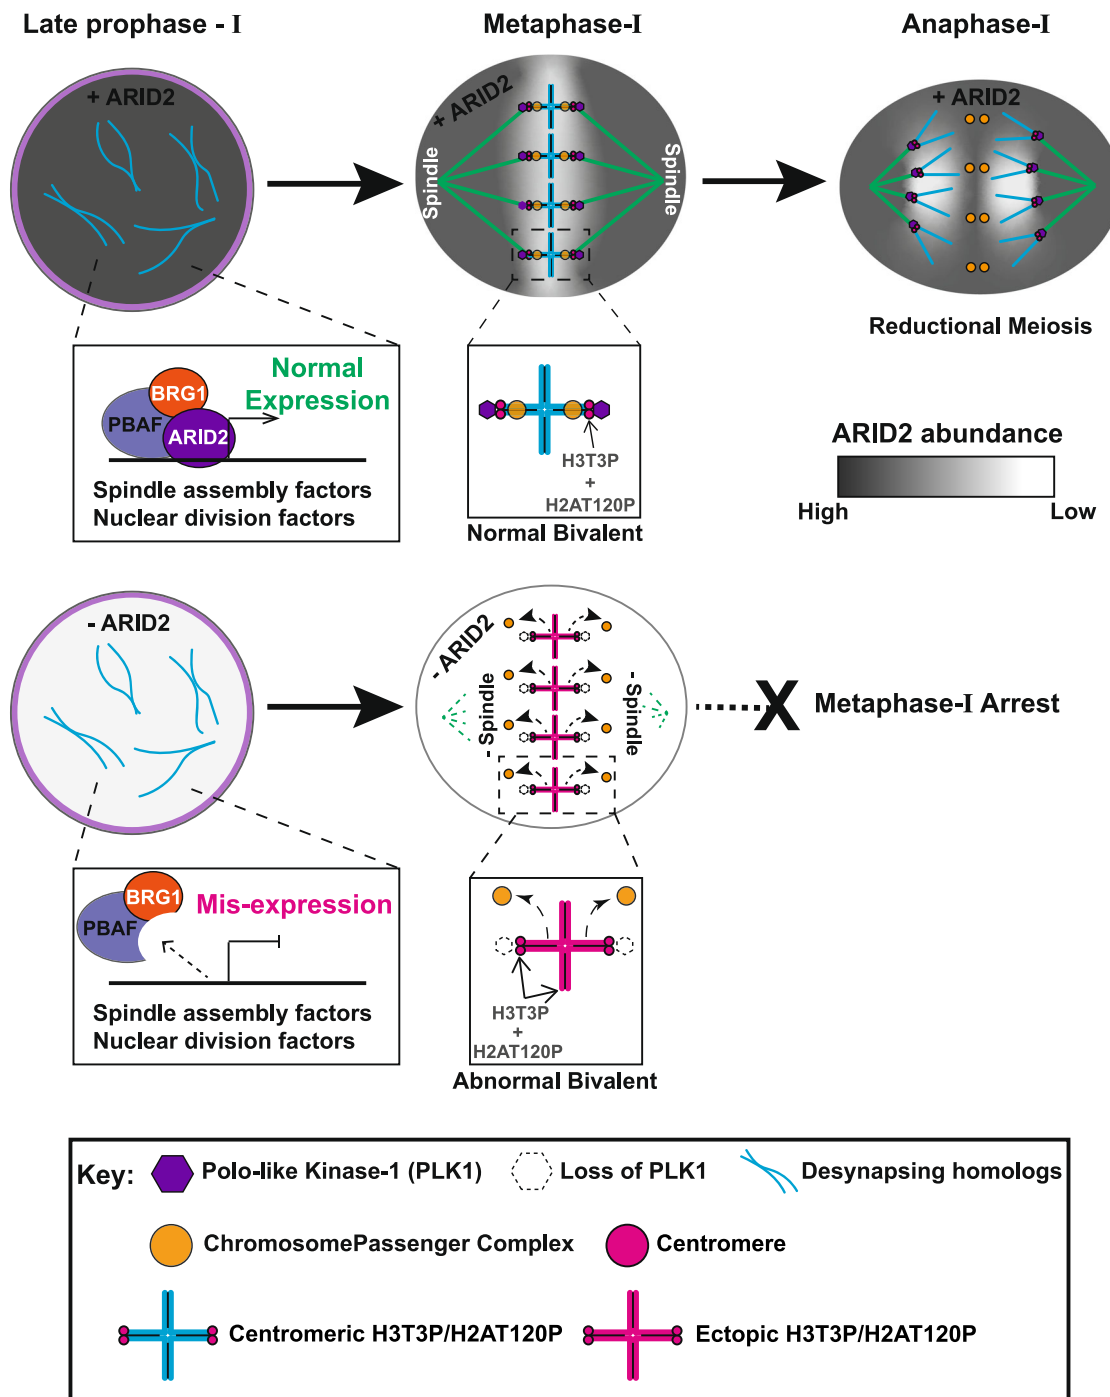 Late prophase - I
Metaphase-I
Anaphase-I
+ ARID2
+ ARID2
Spindle
Spindle
+ ARID2
Reductional Meiosis
BRG1
PBAF
ARID2
Normal
Expression
Spindle assembly factors
Nuclear division factors
H3T3P
+
H2AT120P
Normal Bivalent
ARID2 abundance
High
Low
- ARID2
- ARID2
- Spindle
- Spindle
X
Metaphase-I Arrest
BRG1
PBAF
Mis-expression
Spindle assembly factors
Nuclear division factors
H3T3P
+
H2AT120P
Abnormal Bivalent
Key:
Polo-like Kinase-1 (PLK1)
Loss of PLK1
Desynapsing homologs
ChromosomePassenger Complex
Centromere
Centromeric H3T3P/H2AT120P
Ectopic H3T3P/H2AT120P